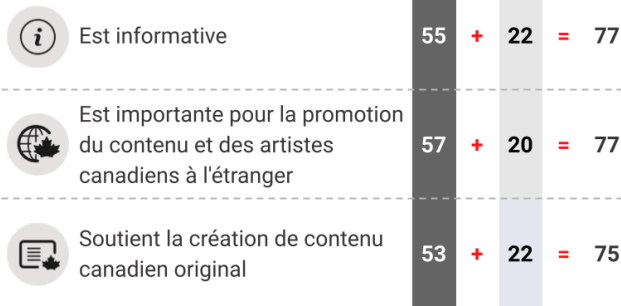 Est informative 55 + 22 = 77
Est importante pour la promotion
du contenu et des artistes 57 + 20 = 77
canadiens à l'étranger
Soutient la création de contenu
canadien original 53 + 22 = 75